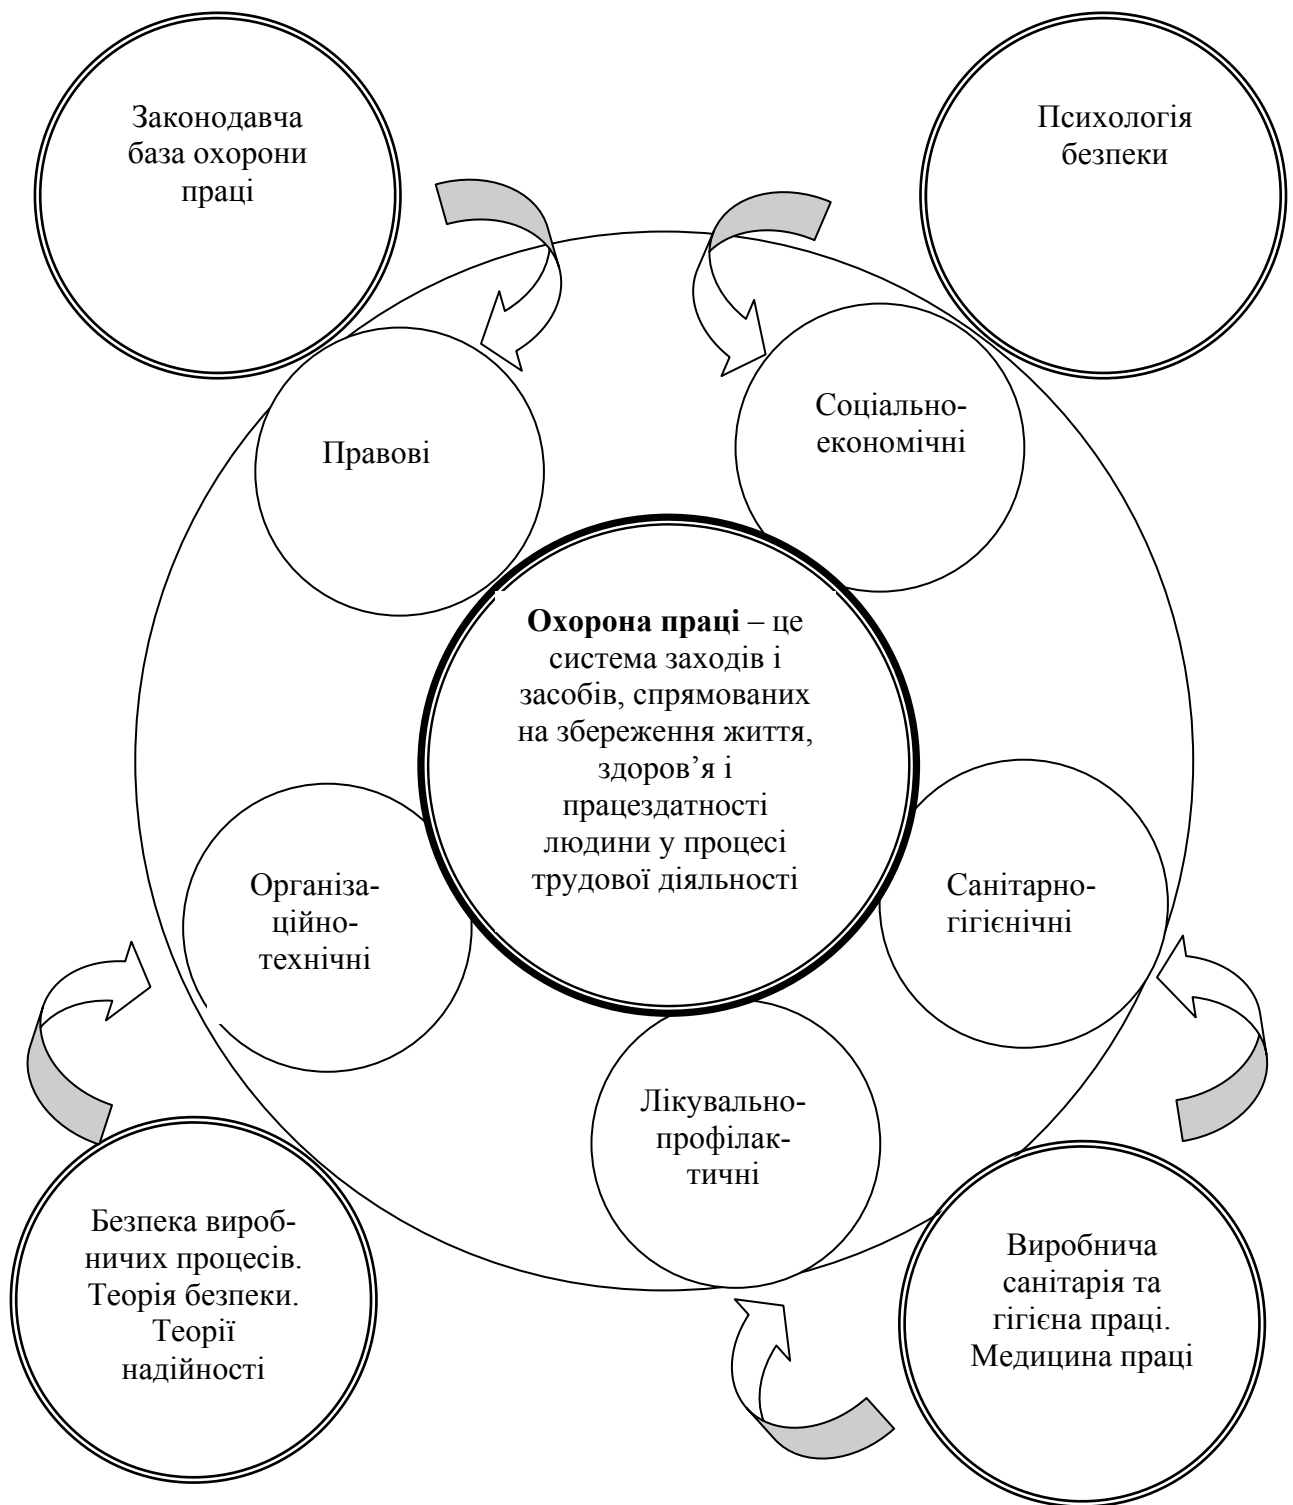 Законодавча
база охорони
праці
Психологія
безпеки
Правові
Соціально-
економічні
Охорона праці – це
система заходів і
засобів, спрямованих
на збереження життя,
здоров’я і
працездатності
людини у процесі
трудової діяльності
Організа-
ційно-
технічні
Санітарно-
гігієнічні
Лікувально-
профілак-
тичні
Безпека вироб-
ничих процесів.
Теорія безпеки.
Теорії
надійності
Виробнича
санітарія та
гігієна праці.
Медицина праці